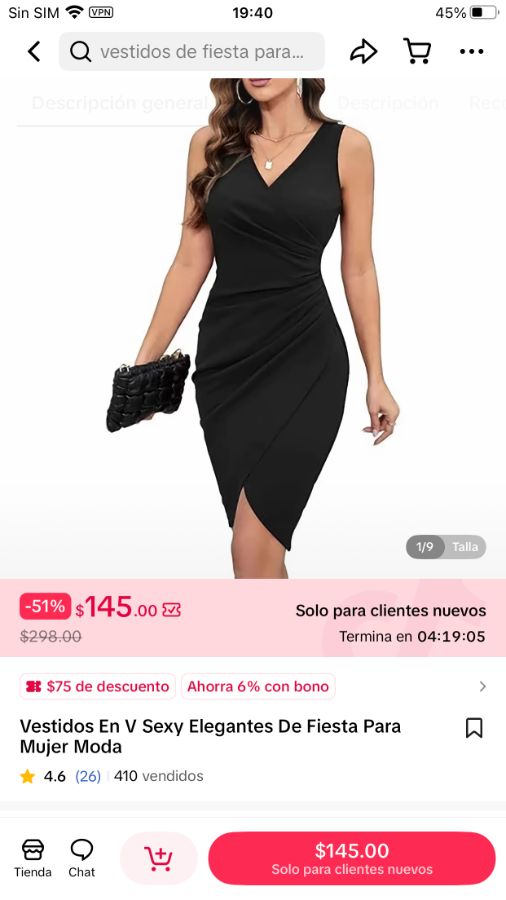 Sin SIM VPN 19:40 45%
vestidos de fiesta para...
Descripción general Descripción
1/9 Talla
-51% $145.00 Solo para clientes nuevos
$298.00 Termina en 04:19:05
$75 de descuento Ahorra 6% con bono
Vestidos En V Sexy Elegantes De Fiesta Para
Mujer Moda
4.6 (26) 410 vendidos
$145.00
Tienda Chat Solo para clientes nuevos